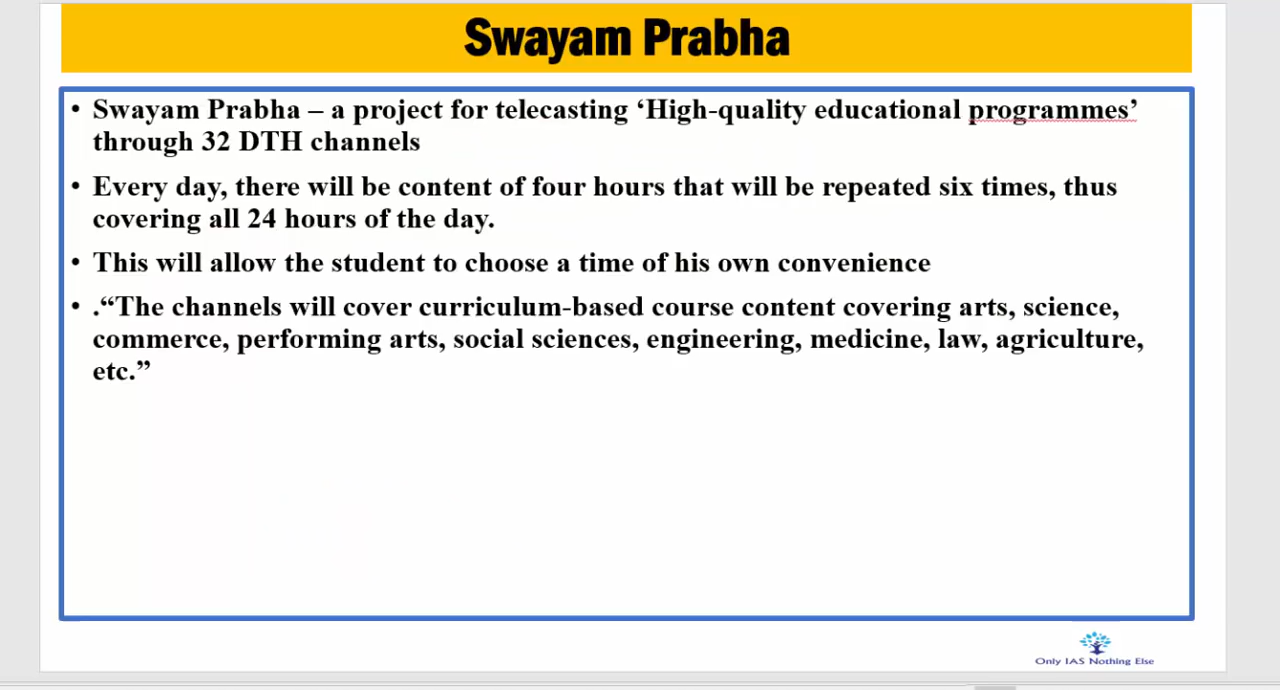 Swayam Prabha
• Swayam Prabha – a project for telecasting ‘High-quality educational programmes’
through 32 DTH channels
• Every day, there will be content of four hours that will be repeated six times, thus
covering all 24 hours of the day.
• This will allow the student to choose a time of his own convenience
• .“The channels will cover curriculum-based course content covering arts, science,
commerce, performing arts, social sciences, engineering, medicine, law, agriculture,
etc.”
Only IAS Nothing Else